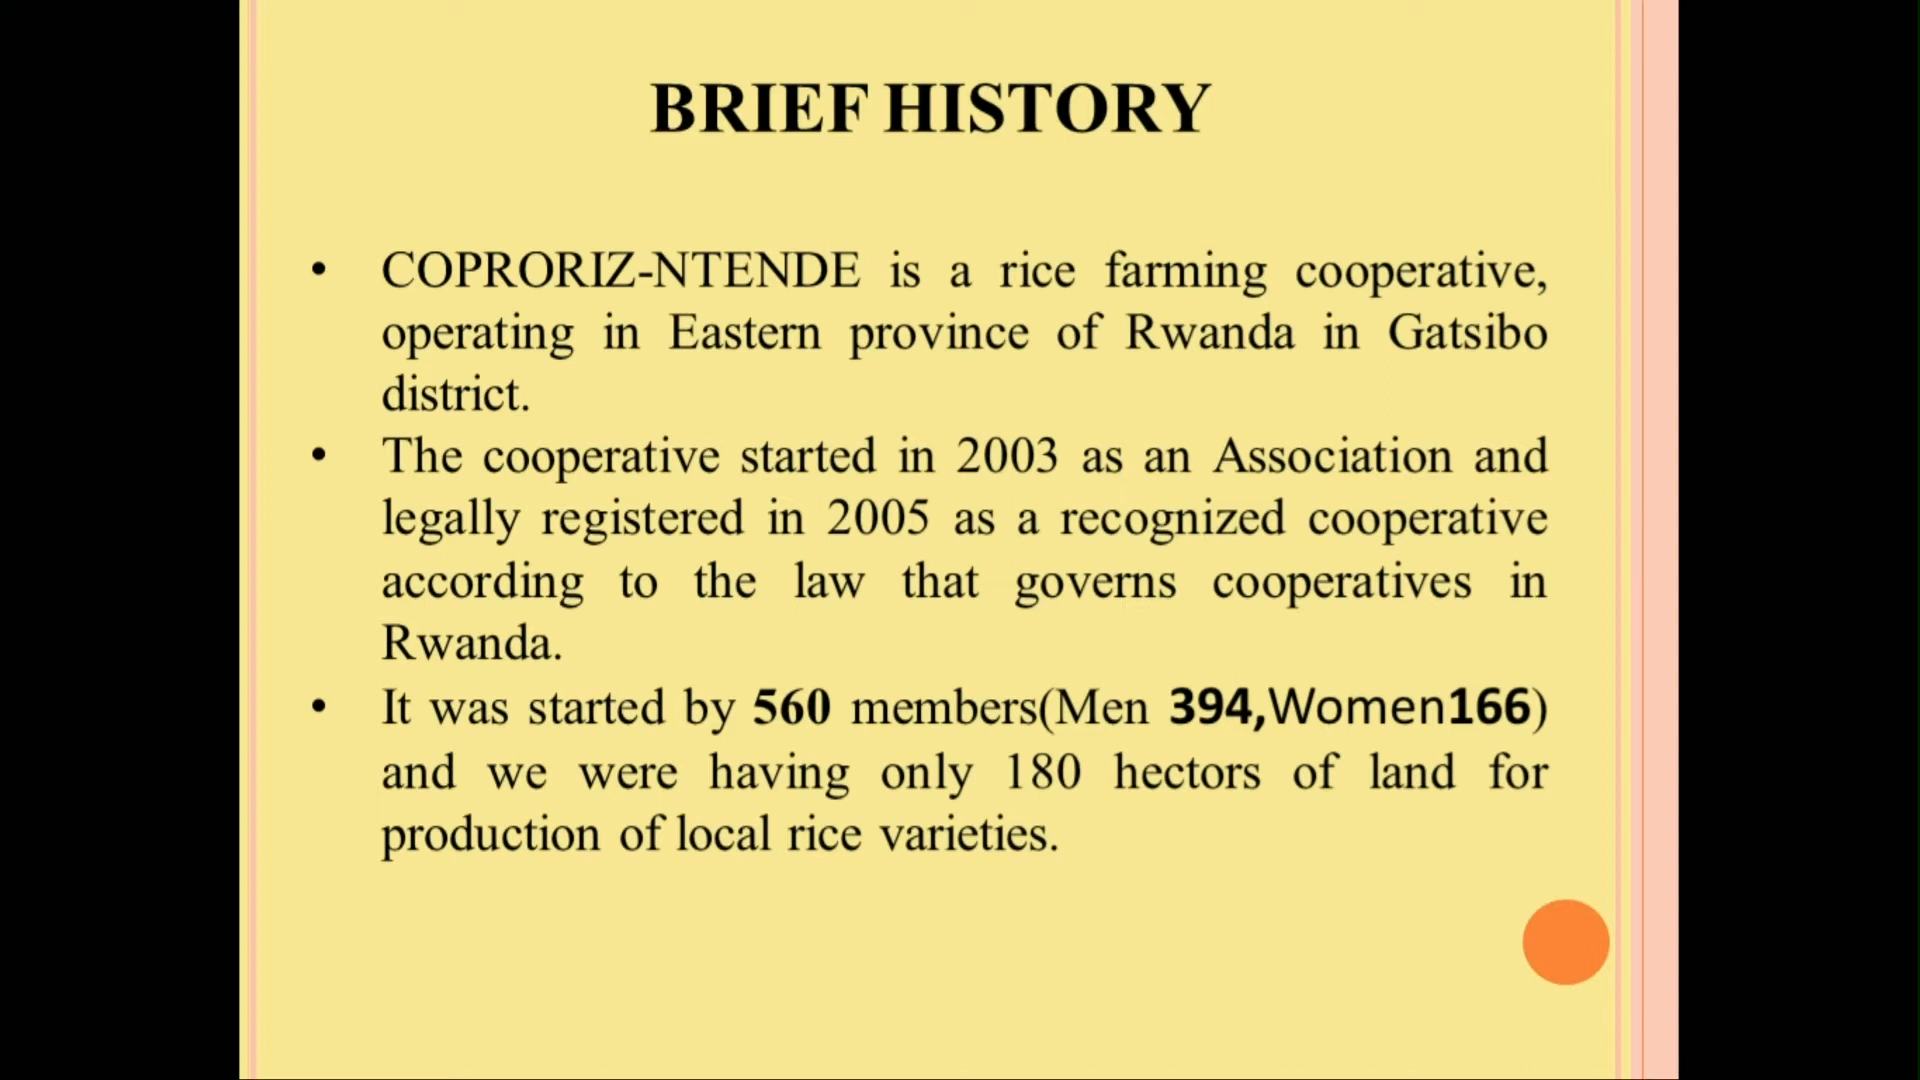 BRIEF HISTORY
• COPRORIZ-NTENDE is a rice farming cooperative,
operating in Eastern province of Rwanda in Gatsibo
district.
• The cooperative started in 2003 as an Association and
legally registered in 2005 as a recognized cooperative
according to the law that governs cooperatives in
Rwanda.
• It was started by 560 members(Men 394,Women166)
and we were having only 180 hectors of land for
production of local rice varieties.